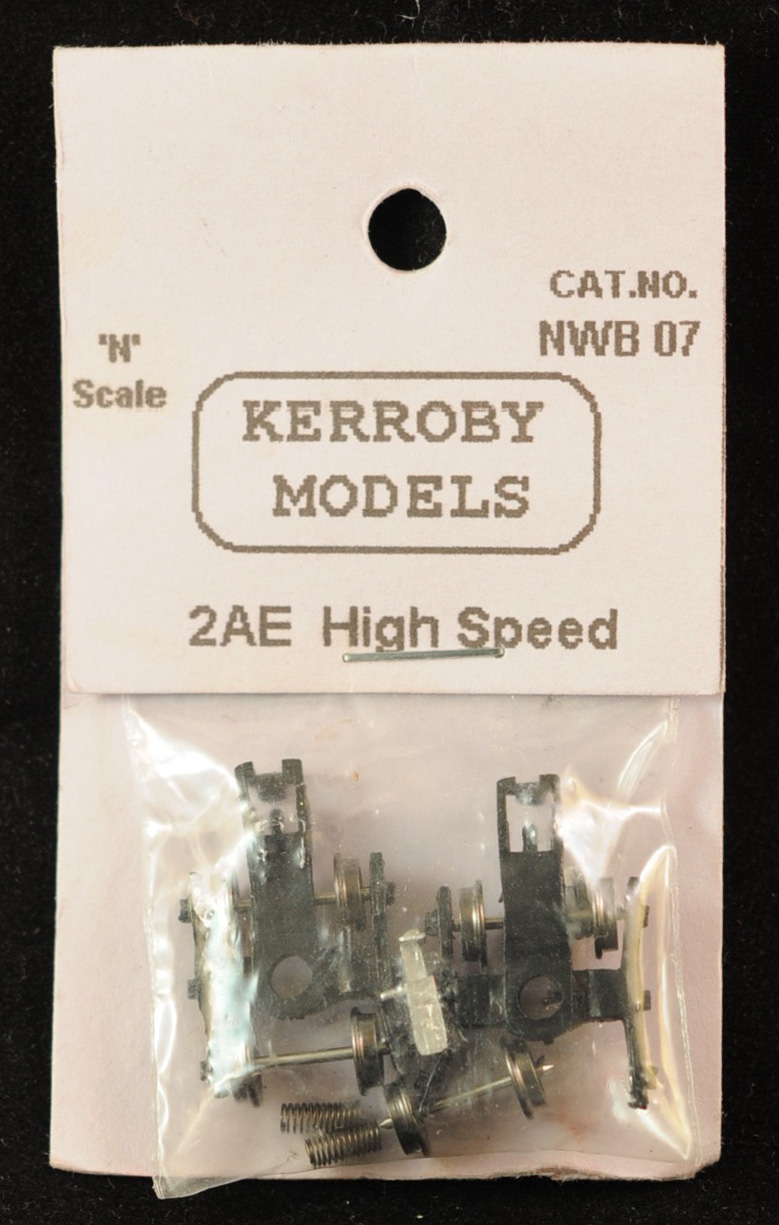 CAT.NO.
NWB 07
'N'
Scale
KERROBY
MODELS
2AE High Speed